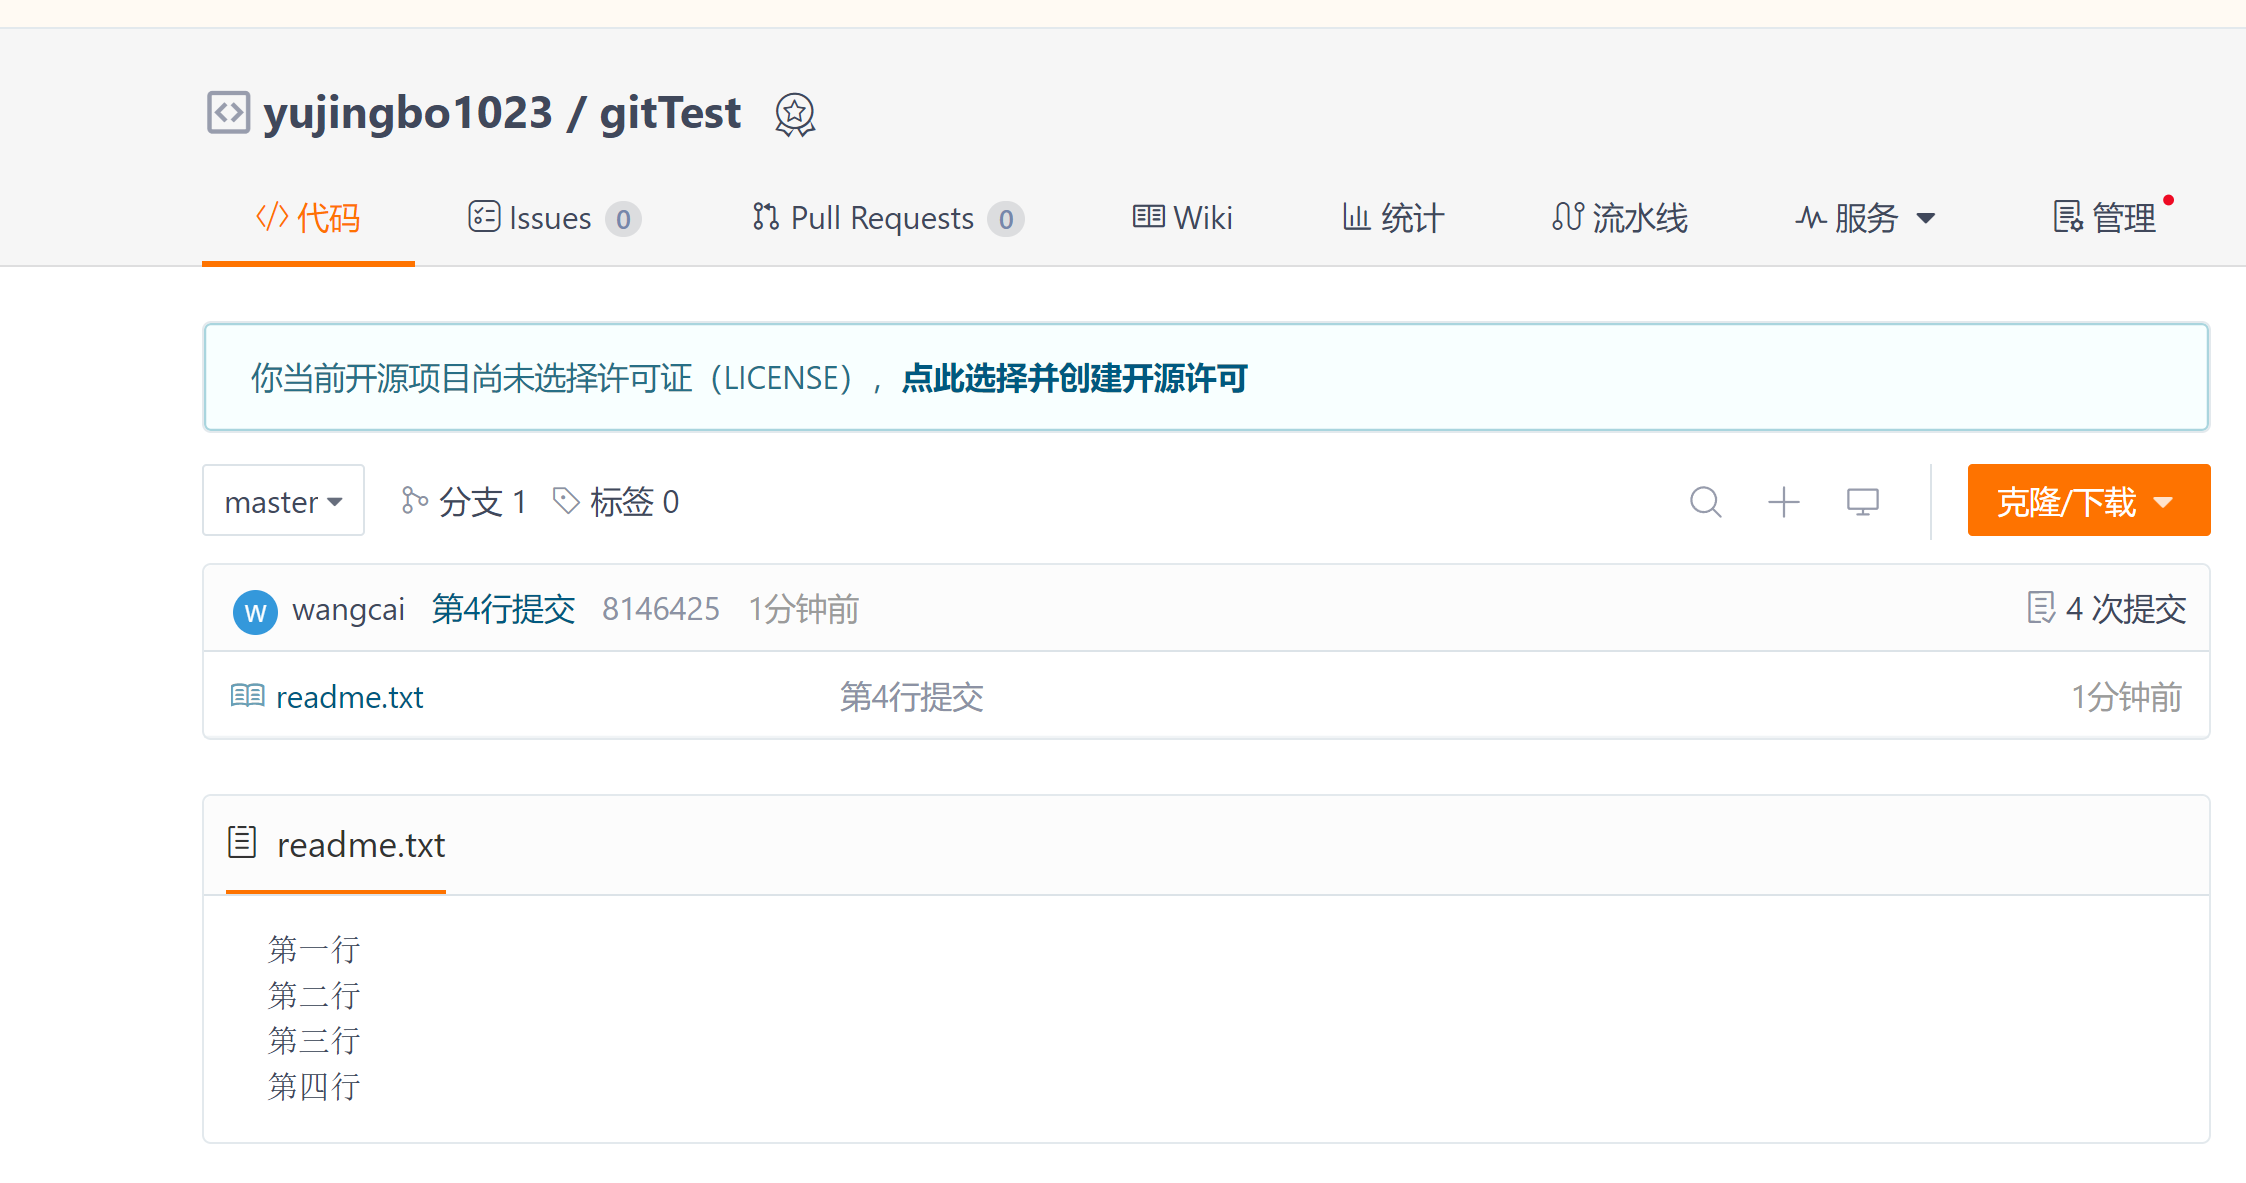 yujingbo1023 / gitTest
代码 Issues 0 Pull Requests 0 Wiki 统计 流水线 服务 管理
你当前开源项目尚未选择许可证（LICENSE），点此选择并创建开源许可
master 分支 1 标签 0 克隆/下载
W wangcai 第4行提交 8146425 1分钟前 4 次提交
readme.txt 第4行提交 1分钟前
readme.txt
第一行
第二行
第三行
第四行